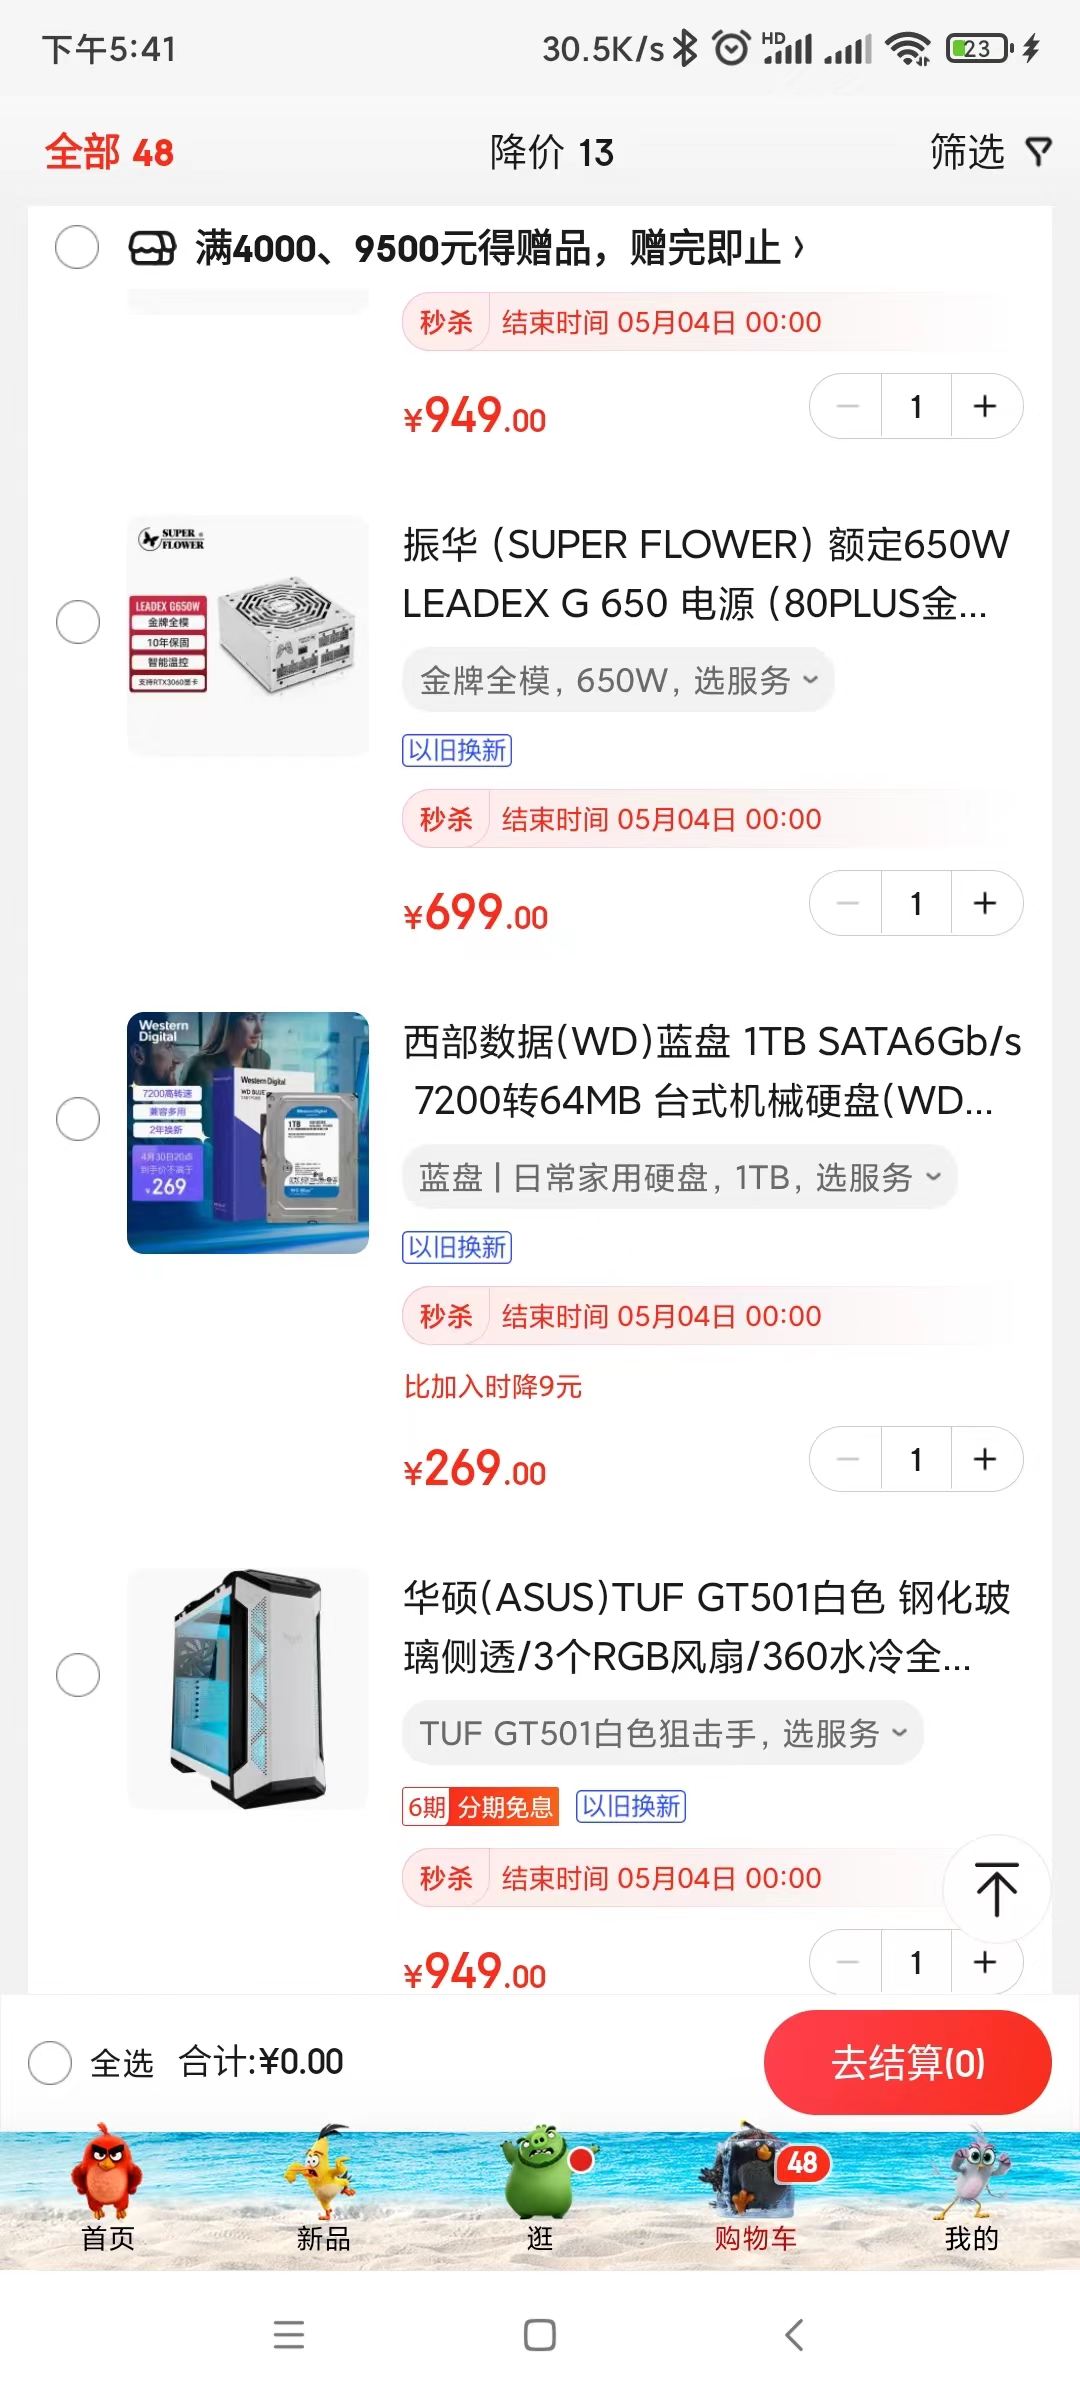 下午5:41
30.5K/s
HD
23
全部 48
降价 13
筛选
满4000、9500元得赠品，赠完即止 ›
秒杀
结束时间 05月04日 00:00
¥949.00
1
SUPER
FLOWER
LEADEX G650W
金牌全模
10年保固
智能温控
支持RTX3060显卡
振华（SUPER FLOWER）额定650W
LEADEX G 650 电源（80PLUS金...
金牌全模，650W，选服务
以旧换新
秒杀
结束时间 05月04日 00:00
¥699.00
1
Western
Digital
7200高转速
兼容多用
2年换新
4月30日20点
到手价不高于
¥269
Western Digital
WD BLUE
1TB
西部数据(WD)蓝盘 1TB SATA6Gb/s
7200转64MB 台式机械硬盘(WD...
蓝盘 | 日常家用硬盘，1TB，选服务
以旧换新
秒杀
结束时间 05月04日 00:00
比加入时降9元
¥269.00
1
华硕(ASUS)TUF GT501白色 钢化玻
璃侧透/3个RGB风扇/360水冷全...
TUF GT501白色狙击手，选服务
6期 分期免息
以旧换新
秒杀
结束时间 05月04日 00:00
¥949.00
1
全选
合计:¥0.00
去结算(0)
48
首页
新品
逛
购物车
我的